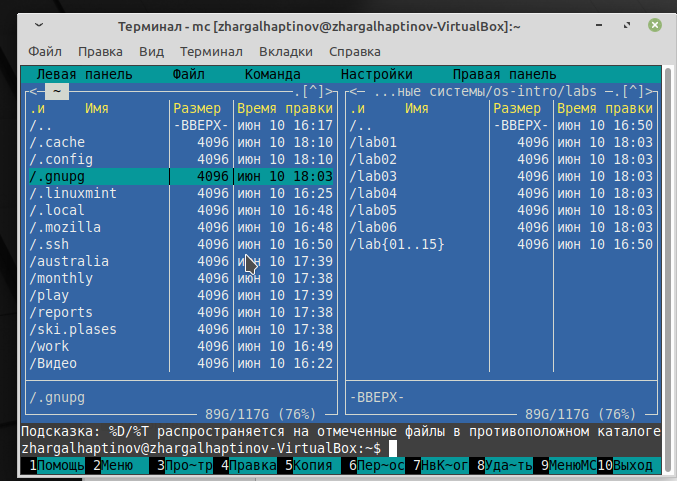 Терминал - mc [zhargalhaptinov@zhargalhaptinov-VirtualBox]:~
Файл Правка Вид Терминал Вкладки Справка
Левая панель Файл Команда Настройки Правая панель
<─ ~ ─.[^]> <─ ...ные системы/os-intro/labs ─.[^]>
.и Имя Размер Время правки .и Имя Размер Время правки
/.. -ВВЕРХ- июн 10 16:17 /.. -ВВЕРХ- июн 10 16:50
/.cache 4096 июн 10 18:10 /lab01 4096 июн 10 18:03
/.config 4096 июн 10 18:10 /lab02 4096 июн 10 18:03
/.gnupg 4096 июн 10 18:03 /lab03 4096 июн 10 18:03
/.linuxmint 4096 июн 10 16:25 /lab04 4096 июн 10 18:03
/.local 4096 июн 10 16:48 /lab05 4096 июн 10 18:03
/.mozilla 4096 июн 10 16:48 /lab06 4096 июн 10 18:03
/.ssh 4096 июн 10 16:50 /lab{01..15} 4096 июн 10 16:50
/australia 4096 июн 10 17:39
/monthly 4096 июн 10 17:38
/play 4096 июн 10 17:39
/reports 4096 июн 10 17:38
/ski.plases 4096 июн 10 17:38
/work 4096 июн 10 16:49
/Видео 4096 июн 10 16:22
/.gnupg -ВВЕРХ-
89G/117G (76%) 89G/117G (76%)
Подсказка: %D/%T распространяется на отмеченные файлы в противоположном каталоге
zhargalhaptinov@zhargalhaptinov-VirtualBox:~$
1Помощь 2Меню 3Про~тр 4Правка 5Копия 6Пер~ос 7НвК~ог 8Уда~ть 9МенюMC 10Выход